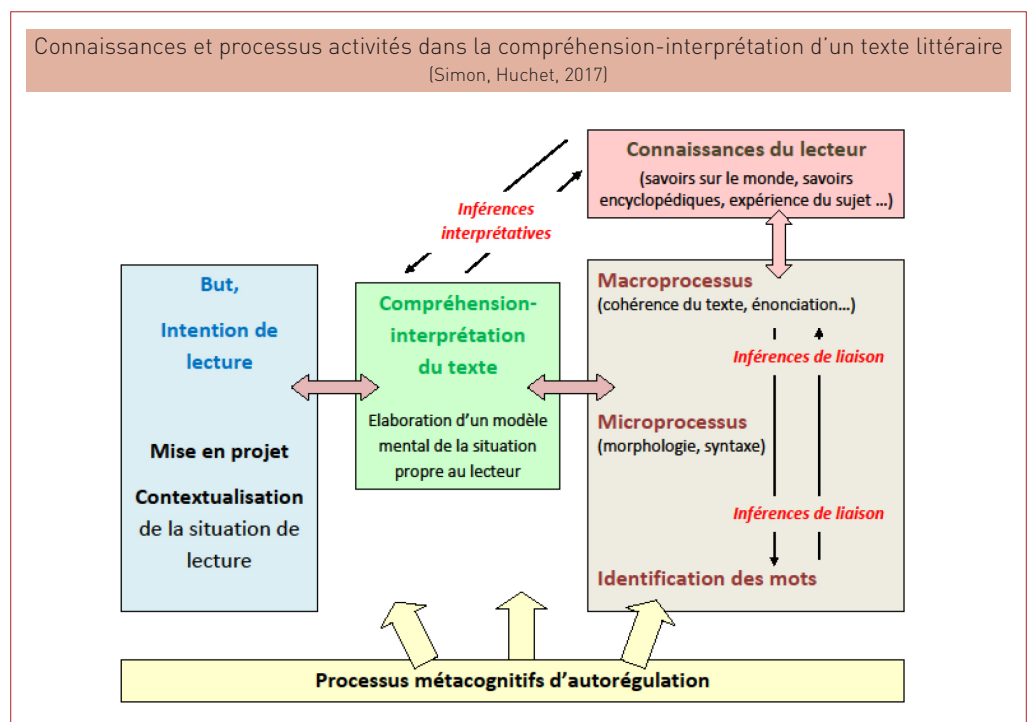 Connaissances et processus activités dans la compréhension-interprétation d'un texte littéraire
(Simon, Huchet, 2017)
Connaissances du lecteur
(savoirs sur le monde, savoirs
encyclopédiques, expérience du sujet ...)
Inférences
interprétatives
But,
Intention de
lecture
Mise en projet
Contextualisation
de la situation de
lecture
Compréhension-
interprétation
du texte
Elaboration d'un modèle
mental de la situation
propre au lecteur
Macroprocessus
(cohérence du texte, énonciation...)
Inférences de liaison
Microprocessus
(morphologie, syntaxe)
Inférences de liaison
Identification des mots
Processus métacognitifs d'autorégulation